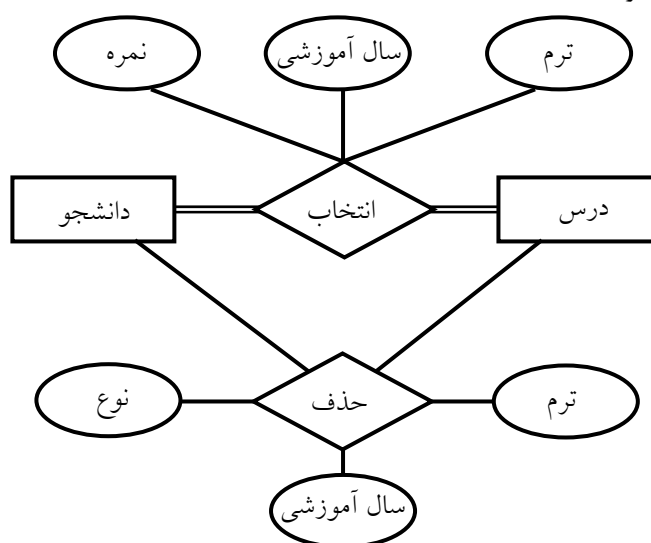 ترم سال آموزشی نمره
درس انتخاب دانشجو
ترم حذف نوع
سال آموزشی